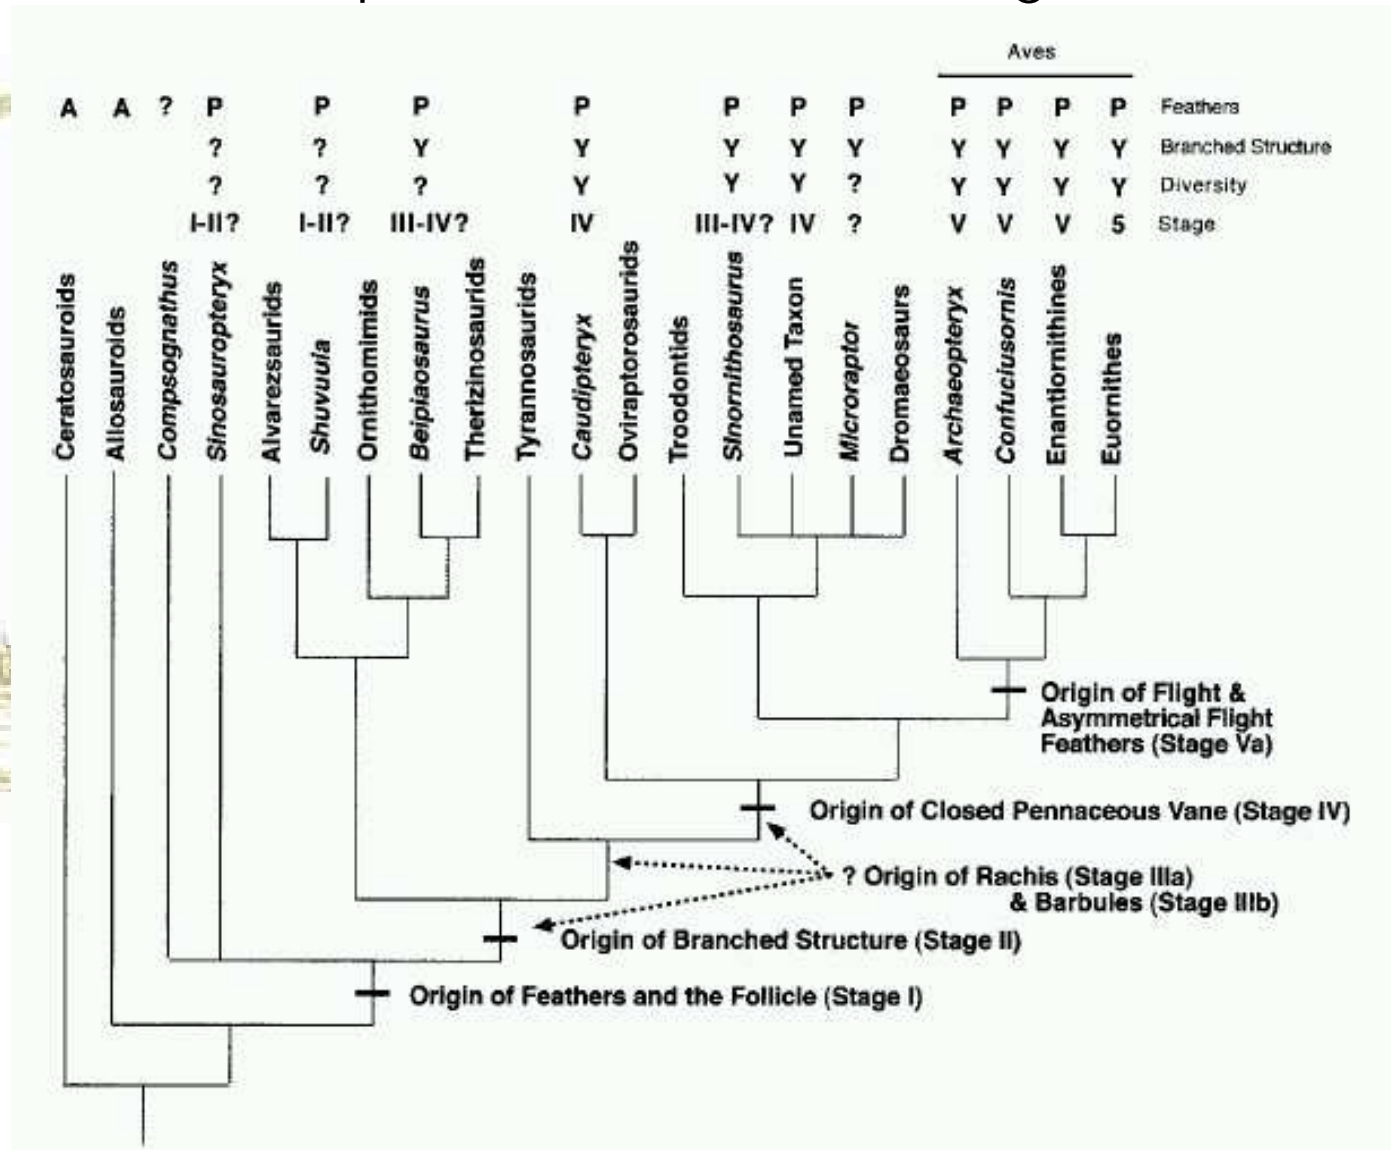 Aves
A A ? P P P P P P P P P P P Feathers
? ? Y Y Y Y Y Y Y Y Y Branched Structure
? ? ? Y Y Y ? Y Y Y Y Diversity
I-II? I-II? III-IV? IV III-IV? IV ? V V V 5 Stage
Ceratosauroids
Allosauroids
Compsognathus
Sinosauropteryx
Alvarezsaurids
Shuvuuia
Ornithomimids
Beipiaosaurus
Therizinosaurids
Tyrannosaurids
Caudipteryx
Oviraptorosaurids
Troodontids
Sinornithosaurus
Unamed Taxon
Microraptor
Dromaeosaurs
Archaeopteryx
Confuciusornis
Enantiornithines
Euornithes
Origin of Flight &
Asymmetrical Flight
Feathers (Stage Va)
Origin of Closed Pennaceous Vane (Stage IV)
? Origin of Rachis (Stage IIIa)
& Barbules (Stage IIIb)
Origin of Branched Structure (Stage II)
Origin of Feathers and the Follicle (Stage I)